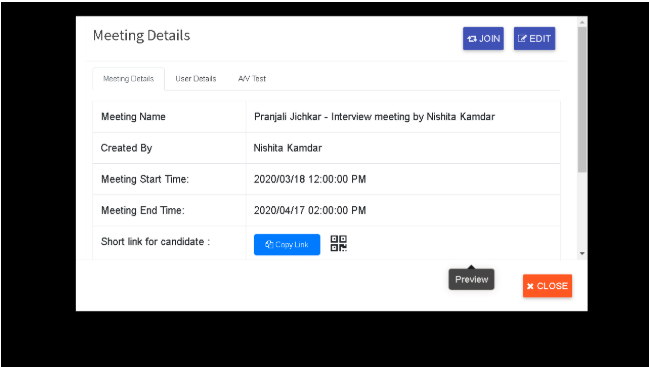 Meeting Details
JOIN
EDIT
Meeting Details
User Details
A/V Test
Meeting Name
Pranjali Jichkar - Interview meeting by Nishita Kamdar
Created By
Nishita Kamdar
Meeting Start Time:
2020/03/18 12:00:00 PM
Meeting End Time:
2020/04/17 02:00:00 PM
Short link for candidate :
Copy Link
Preview
CLOSE